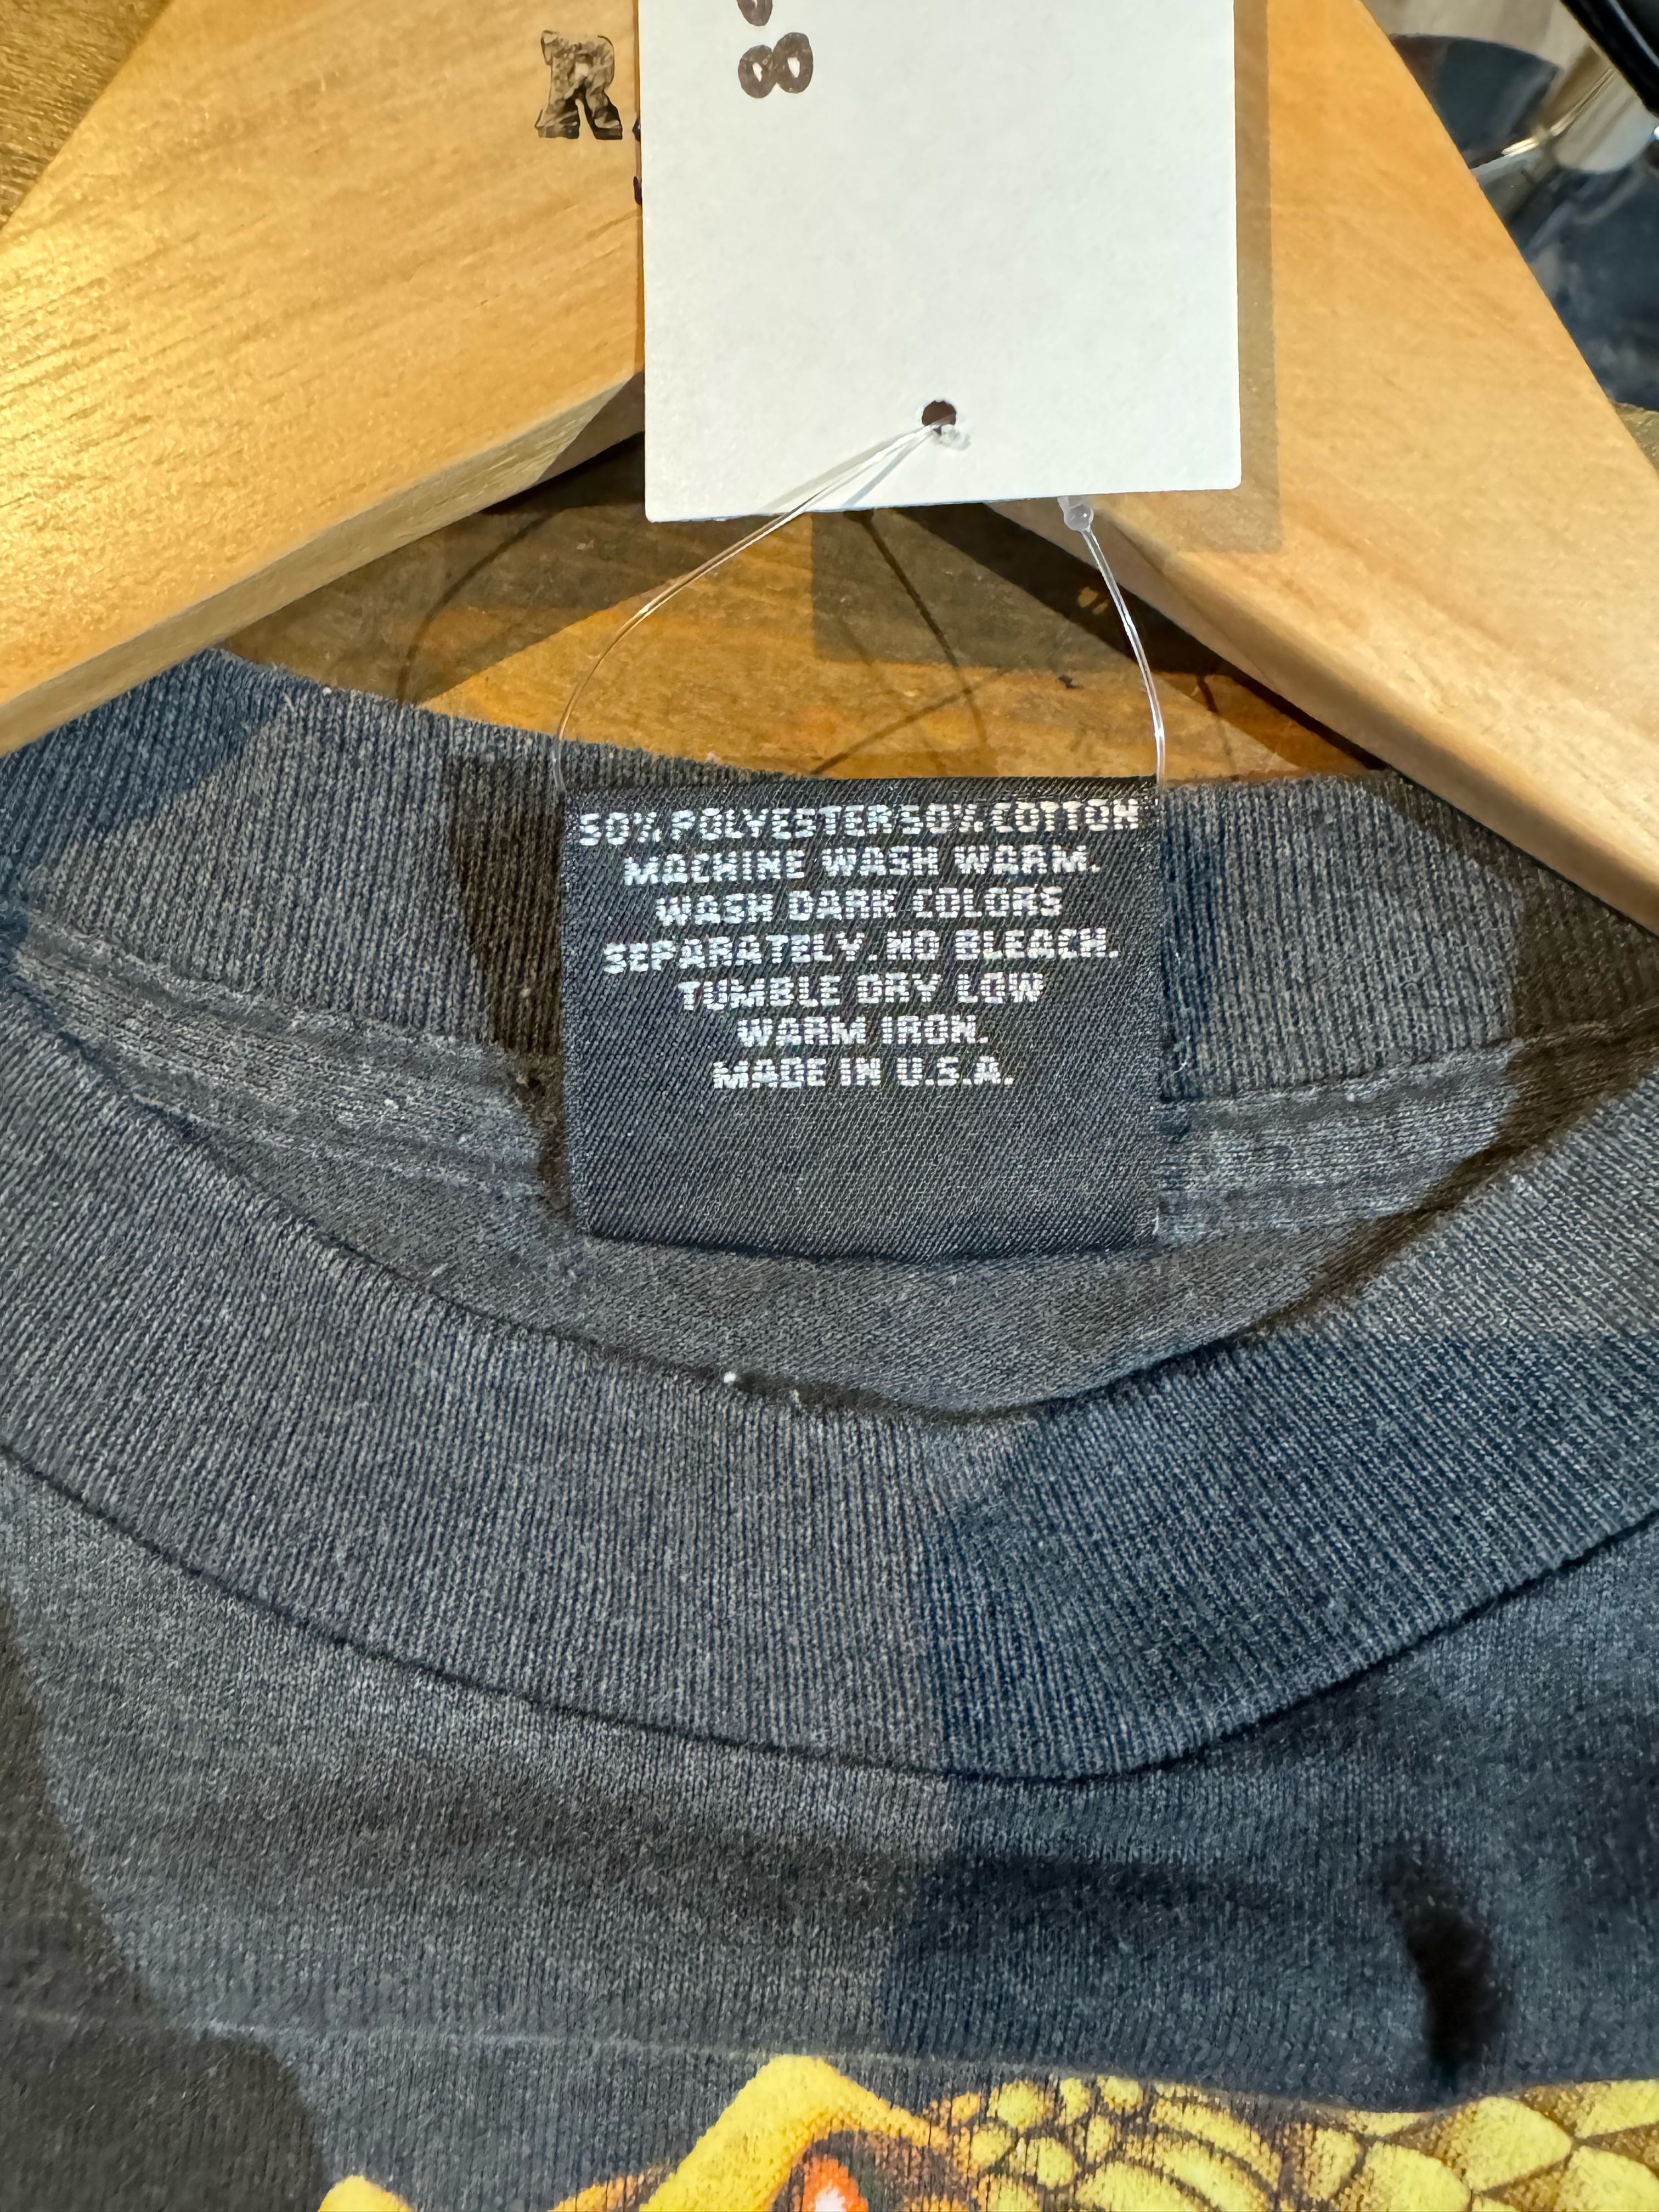 R
8
50% POLYESTER 50% COTTON
MACHINE WASH WARM.
WASH DARK COLORS
SEPARATELY. NO BLEACH.
TUMBLE DRY LOW
WARM IRON.
MADE IN U.S.A.